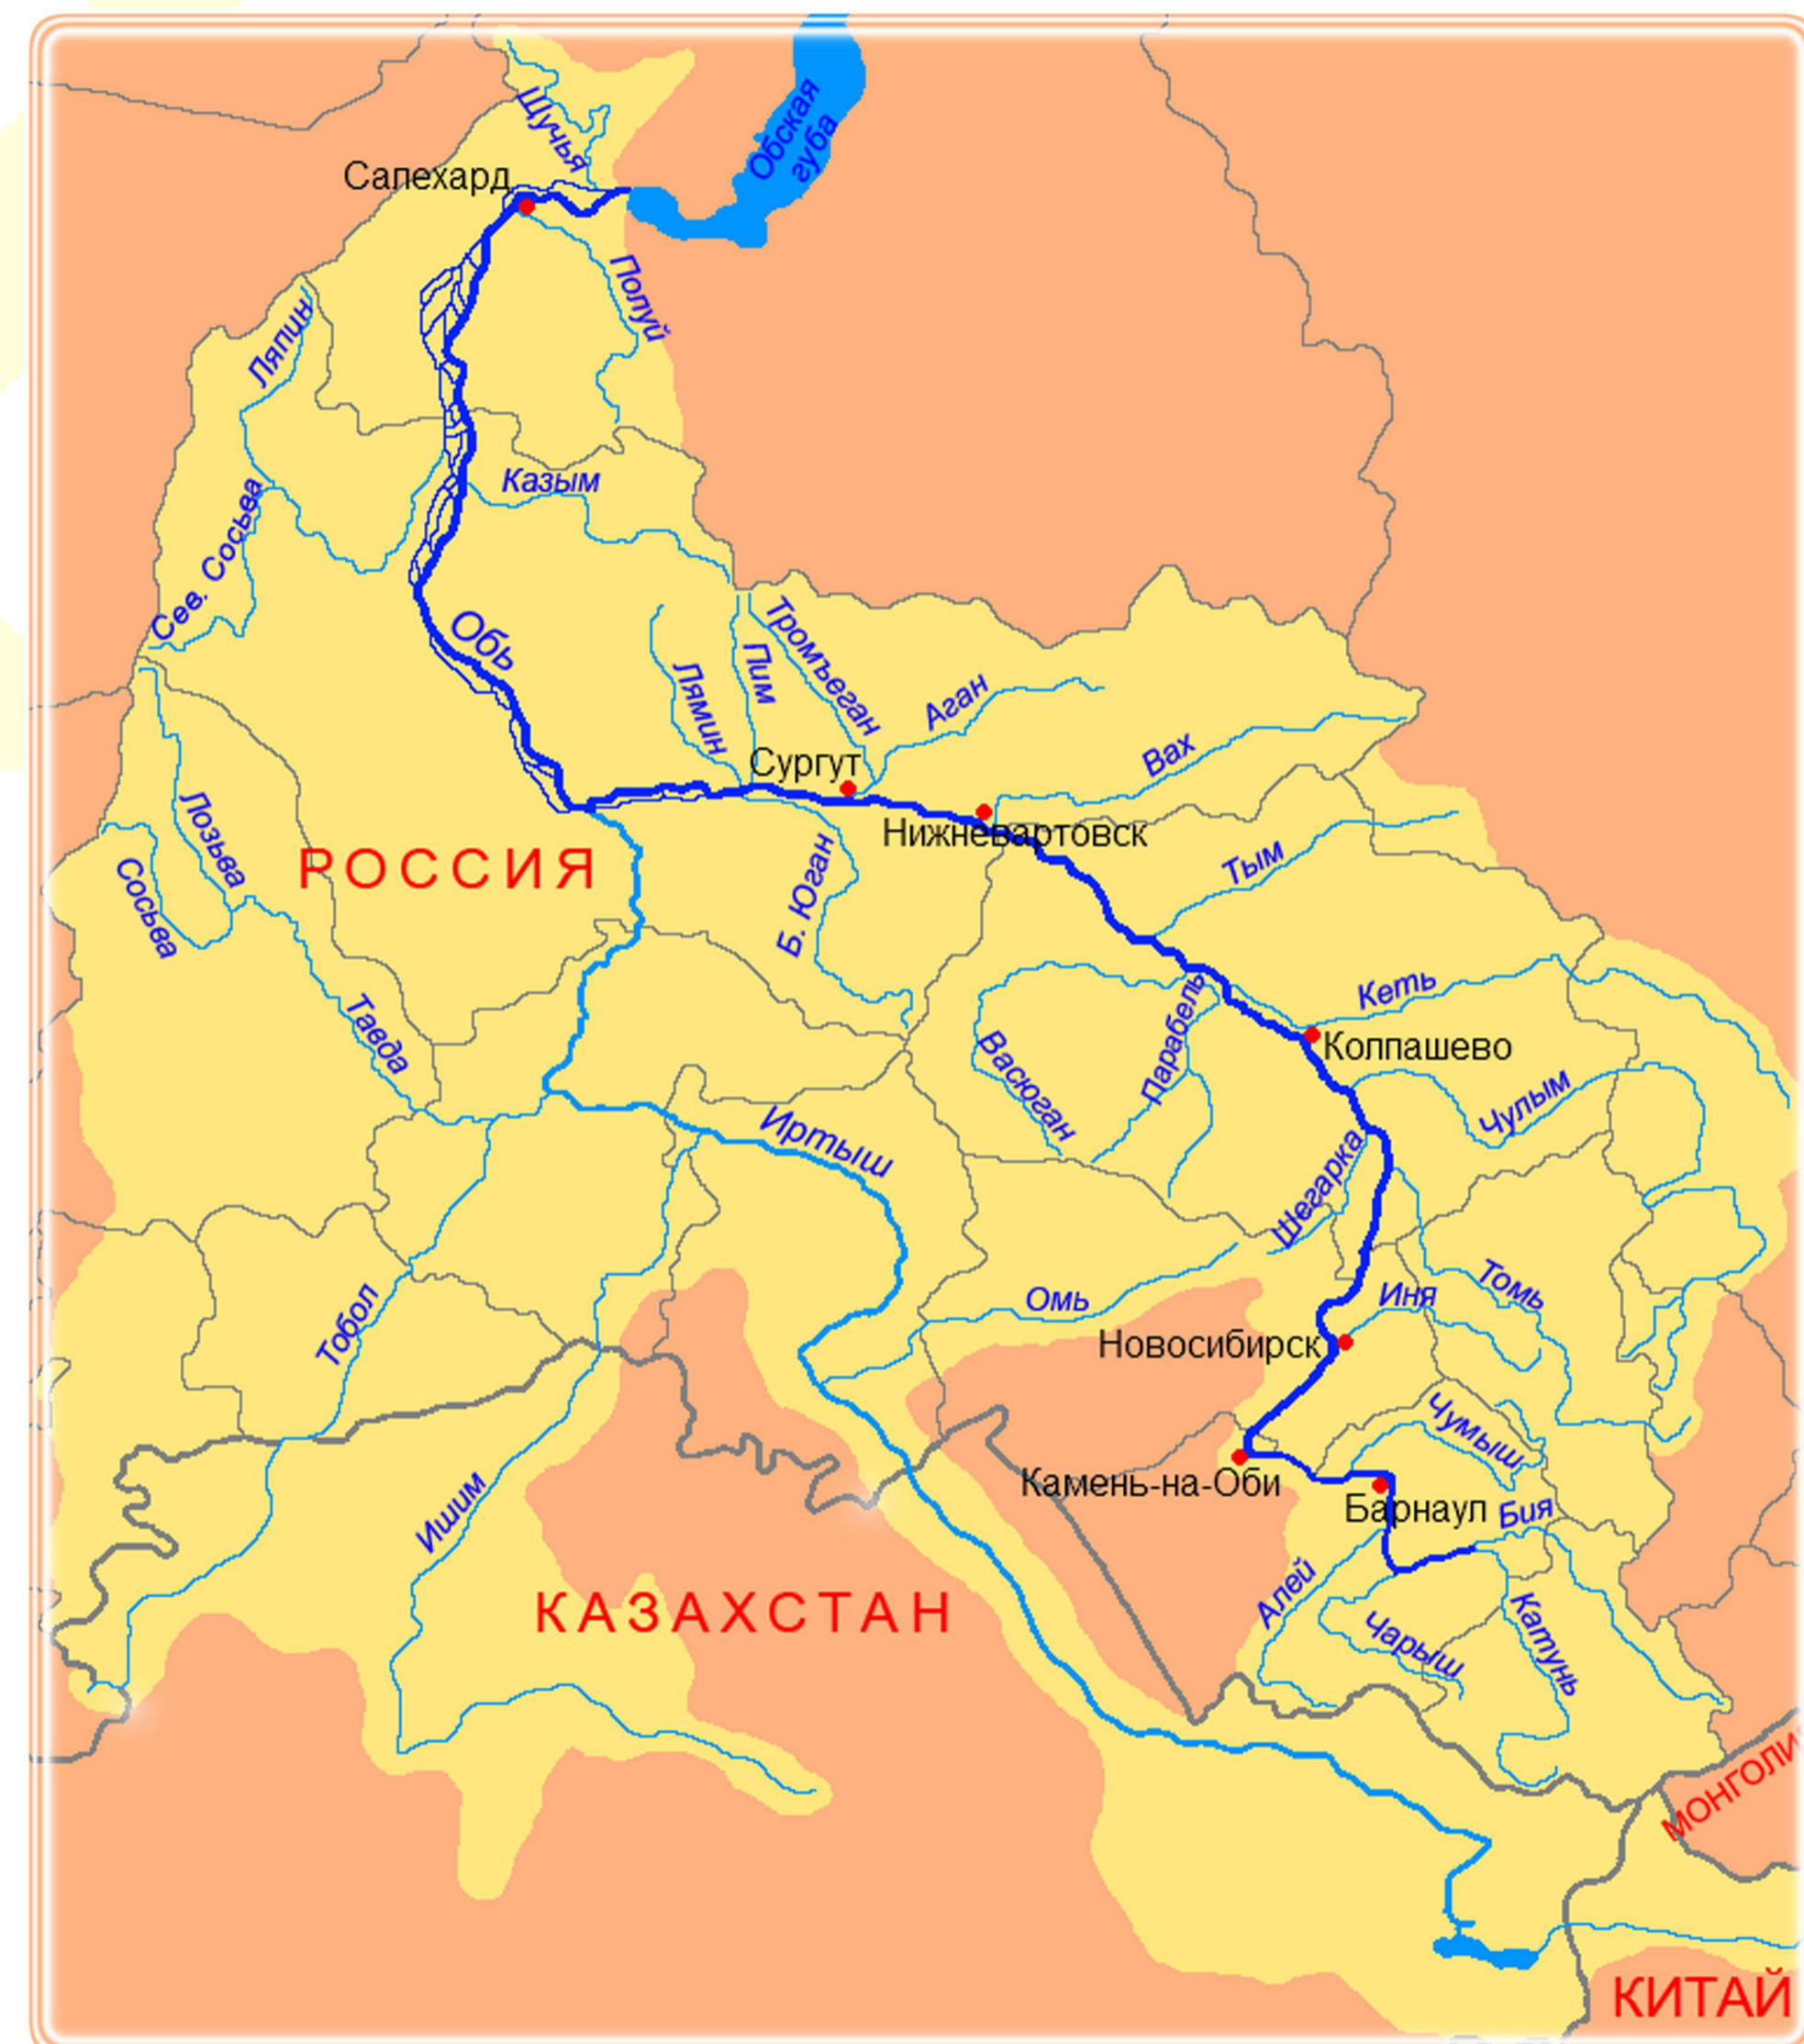 Обская
губа
Щучья
Салехард
Полуй
Ляпин
Казым
Сев. Сосьва
Обь
Лямин
Пим
Тромъеган
Аган
Вах
Сургут
Нижневартовск
Лозьва
Сосьва
РОССИЯ
Б. Юган
Тым
Тавда
Васюган
Парабель
Кеть
Колпашево
Чулым
Иртыш
Шегарка
Тобол
Омь
Иня
Томь
Новосибирск
Чумыш
Камень-на-Оби
Барнаул
Бия
Ишим
КАЗАХСТАН
Алей
Чарыш
Катунь
МОНГОЛИ
КИТАЙ